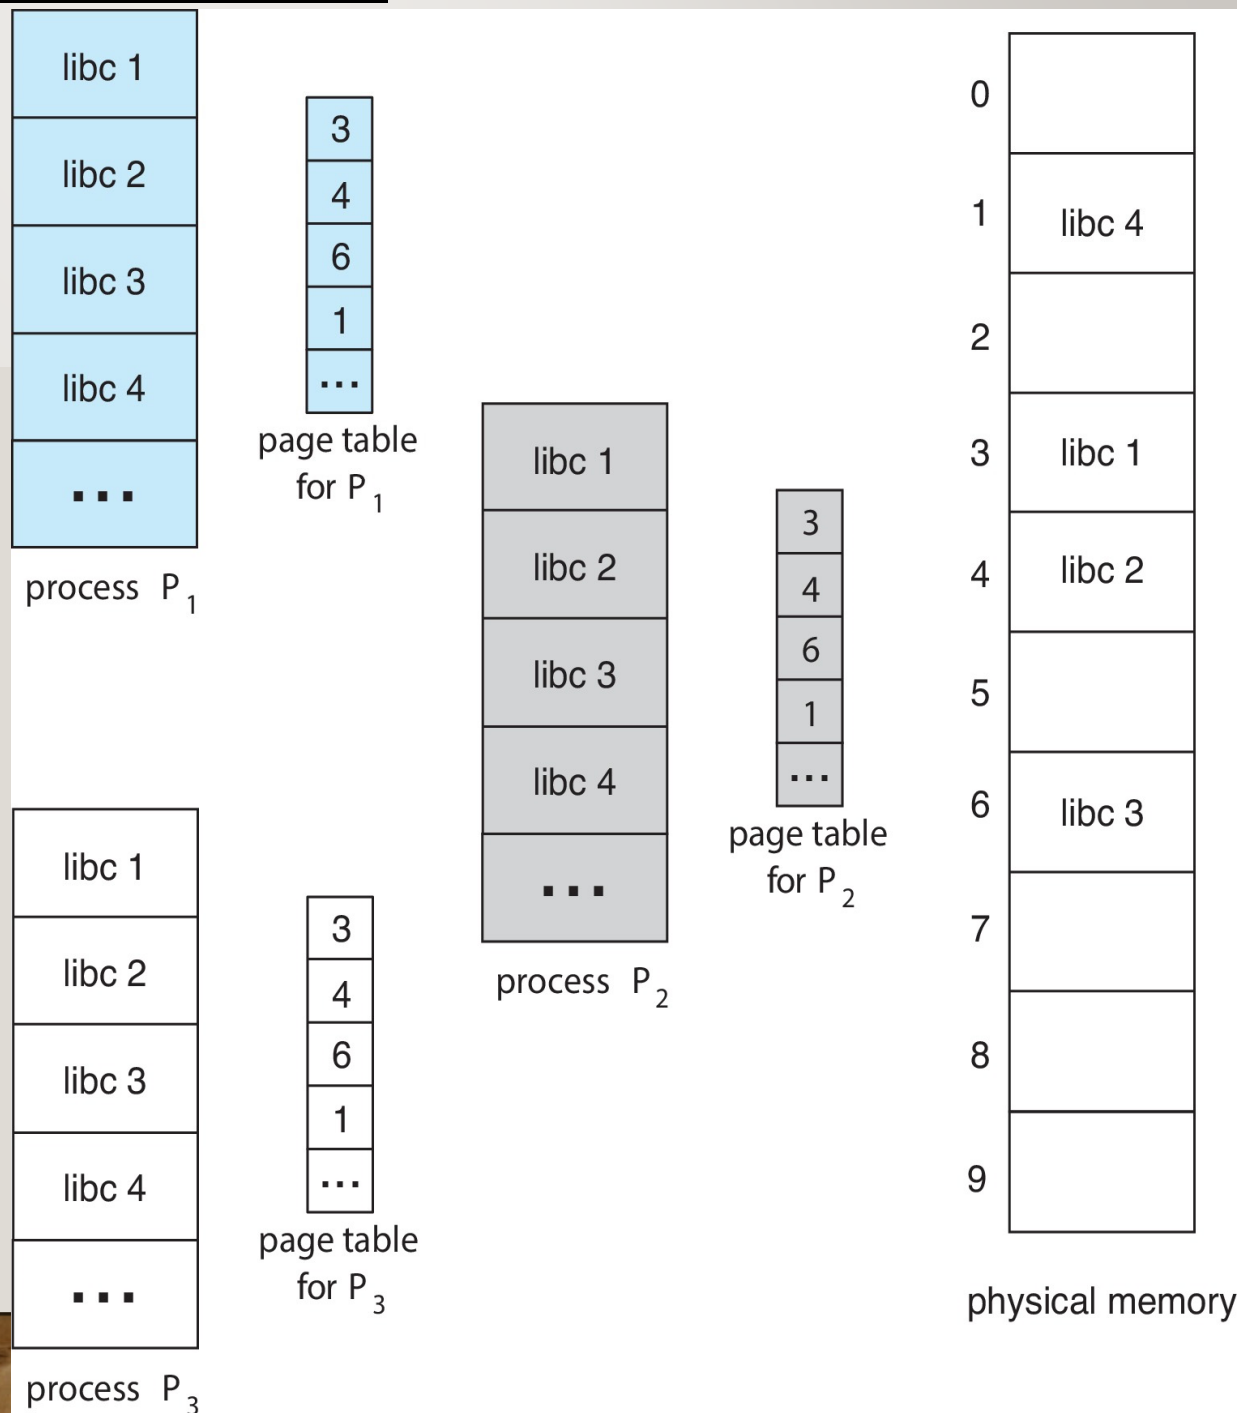 libc 1
libc 2
libc 3
libc 4
...
process P1
3
4
6
1
...
page table
for P1
libc 1
libc 2
libc 3
libc 4
...
process P2
3
4
6
1
...
page table
for P2
libc 1
libc 2
libc 3
libc 4
...
process P3
3
4
6
1
...
page table
for P3
0
1 libc 4
2
3 libc 1
4 libc 2
5
6 libc 3
7
8
9
physical memory